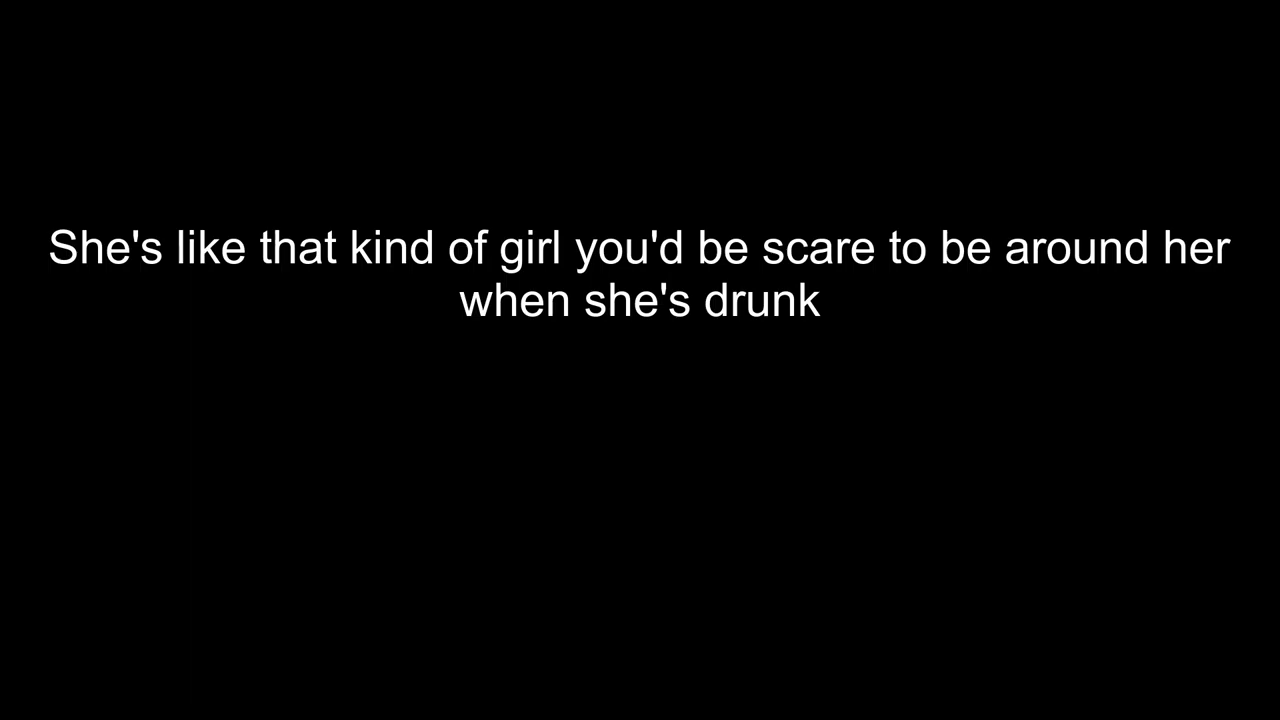 She's like that kind of girl you'd be scare to be around her
when she's drunk